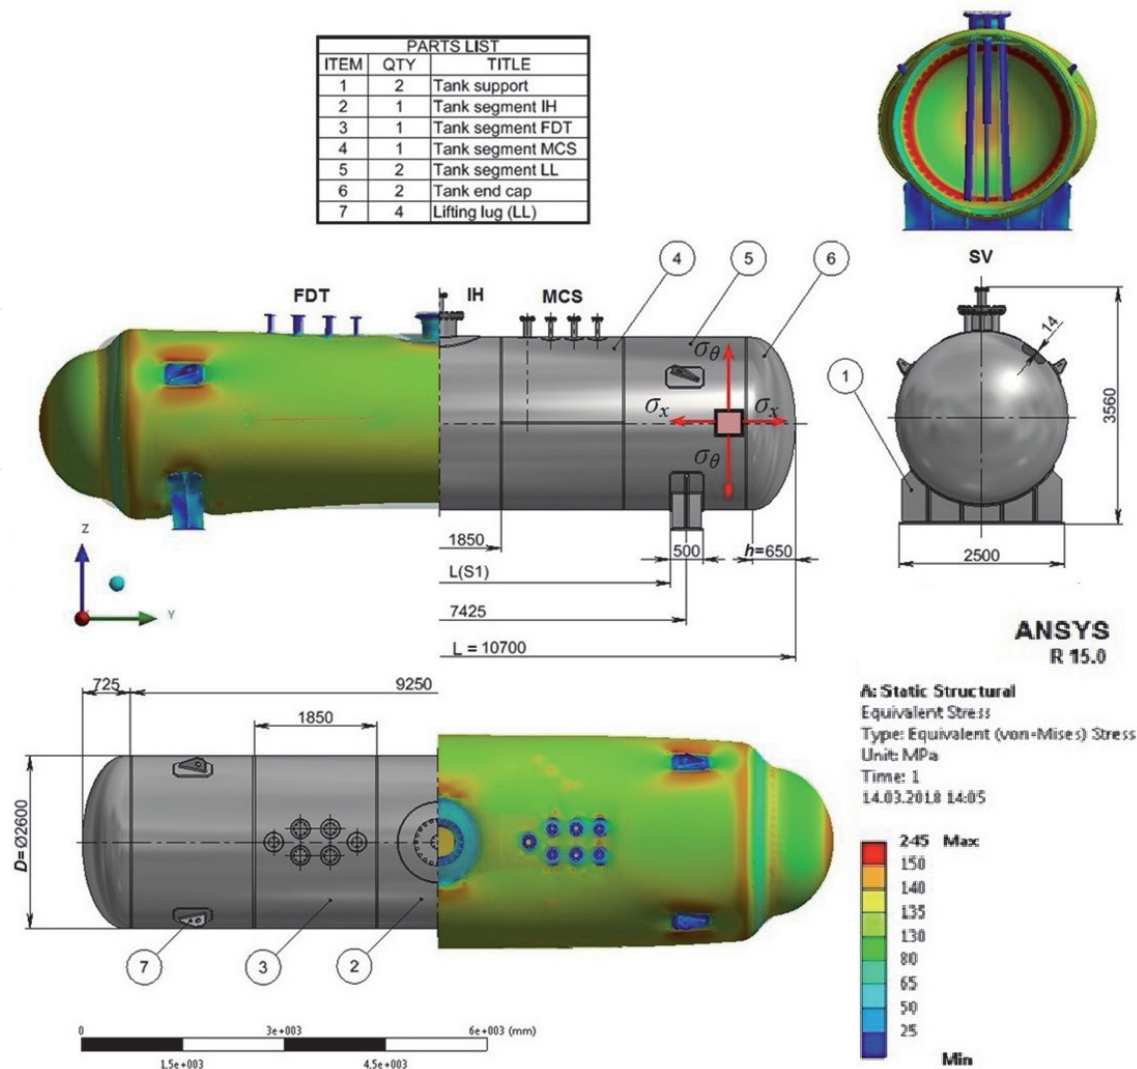 PARTS LIST
ITEM QTY TITLE
1 2 Tank support
2 1 Tank segment IH
3 1 Tank segment FDT
4 1 Tank segment MCS
5 2 Tank segment LL
6 2 Tank end cap
7 4 Lifting lug (LL)
SV
4 5 6
FDT IH MCS
14
1
3560
σθ
σx σx
σθ
Z
Y
1850 500 h=650 2500
L(S1)
7425
L = 10700
ANSYS
R 15.0
725 9250
1850
D=Ø2600
7 3 2
A: Static Structural
Equivalent Stress
Type: Equivalent (von-Mises) Stress
Unit: MPa
Time: 1
14.03.2018 14:05
245 Max
150
140
135
130
80
65
50
25
Min
0 3e+003 6e+003 (mm)
1.5e+003 4.5e+003